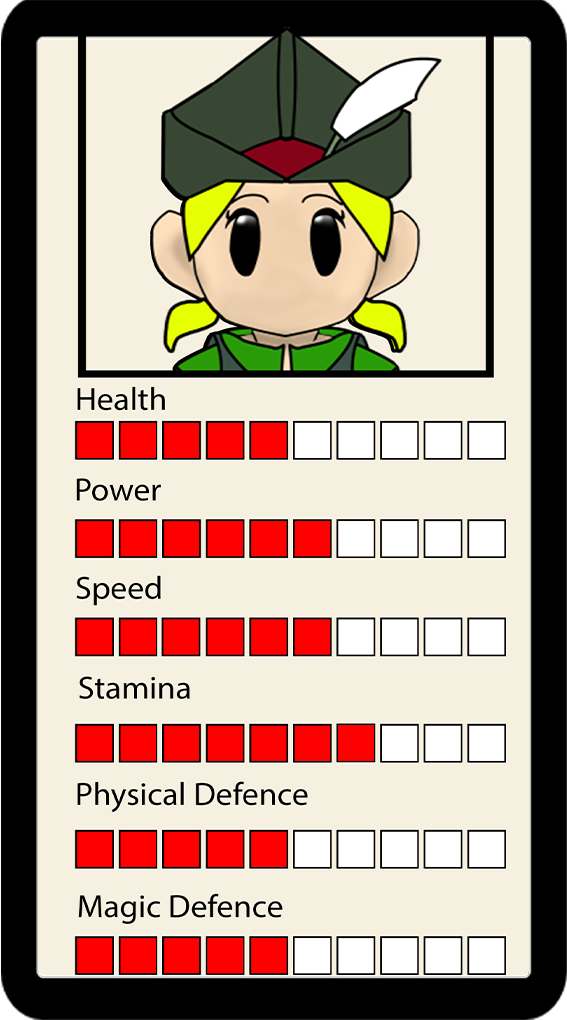 Health
Power
Speed
Stamina
Physical Defence
Magic Defence